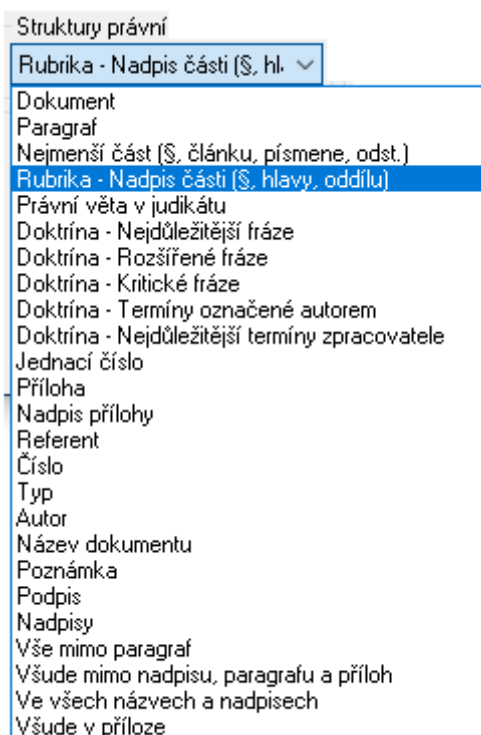 Struktury právní
Rubrika - Nadpis části (§, hl.
Dokument
Paragraf
Nejmenší část (§, článku, písmene, odst.)
Rubrika - Nadpis části (§, hlavy, oddílu)
Právní věta v judikátu
Doktrína - Nejdůležitější fráze
Doktrína - Rozšířené fráze
Doktrína - Kritické fráze
Doktrína - Termíny označené autorem
Doktrína - Nejdůležitější termíny zpracovatele
Jednací číslo
Příloha
Nadpis přílohy
Referent
Číslo
Typ
Autor
Název dokumentu
Poznámka
Podpis
Nadpisy
Vše mimo paragraf
Všude mimo nadpisu, paragrafu a příloh
Ve všech názvech a nadpisech
Všude v příloze